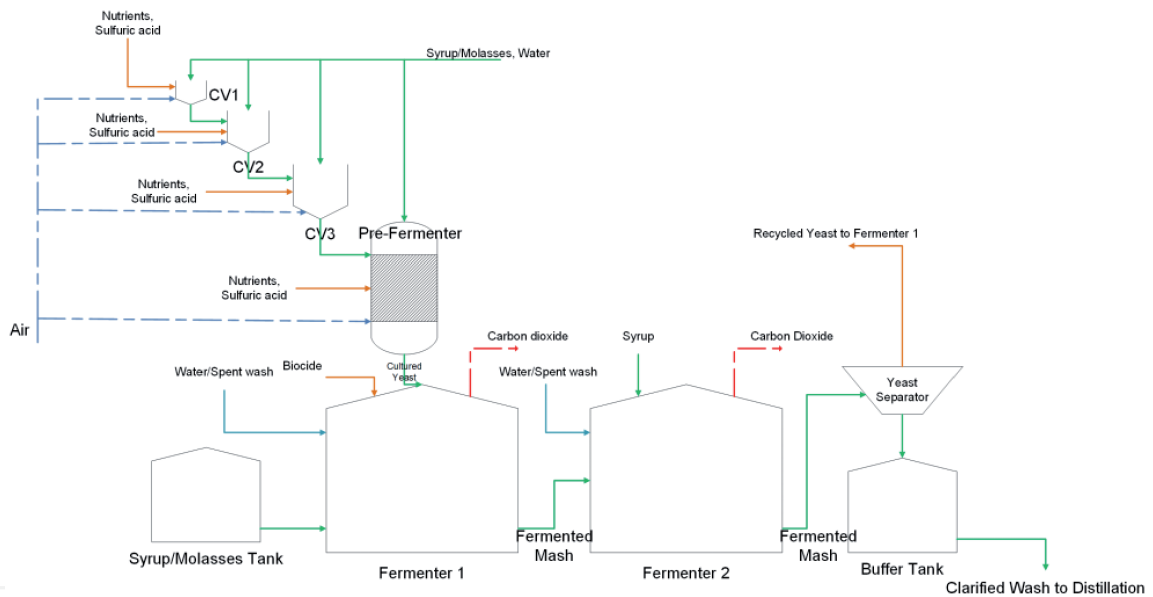 Nutrients,
Sulfuric acid
Syrup/Molasses, Water
CV1
Nutrients,
Sulfuric acid
CV2
Nutrients,
Sulfuric acid
CV3
Pre-Fermenter
Recycled Yeast to Fermenter 1
Nutrients,
Sulfuric acid
Air
Carbon dioxide
Syrup
Carbon Dioxide
Water/Spent wash
Biocide
Cultured
Yeast
Water/Spent wash
Yeast
Separator
Syrup/Molasses Tank
Fermenter 1
Fermented
Mash
Fermenter 2
Fermented
Mash
Buffer Tank
Clarified Wash to Distillation